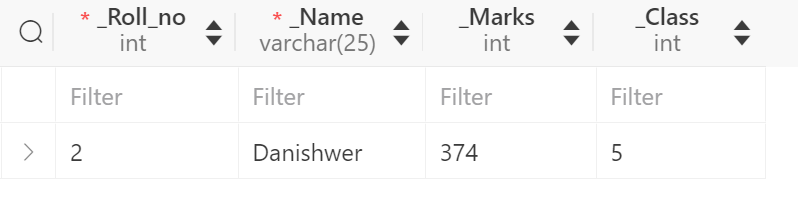 * _Roll_no * _Name _Marks _Class
int varchar(25) int int
Filter Filter Filter Filter
2 Danishwer 374 5